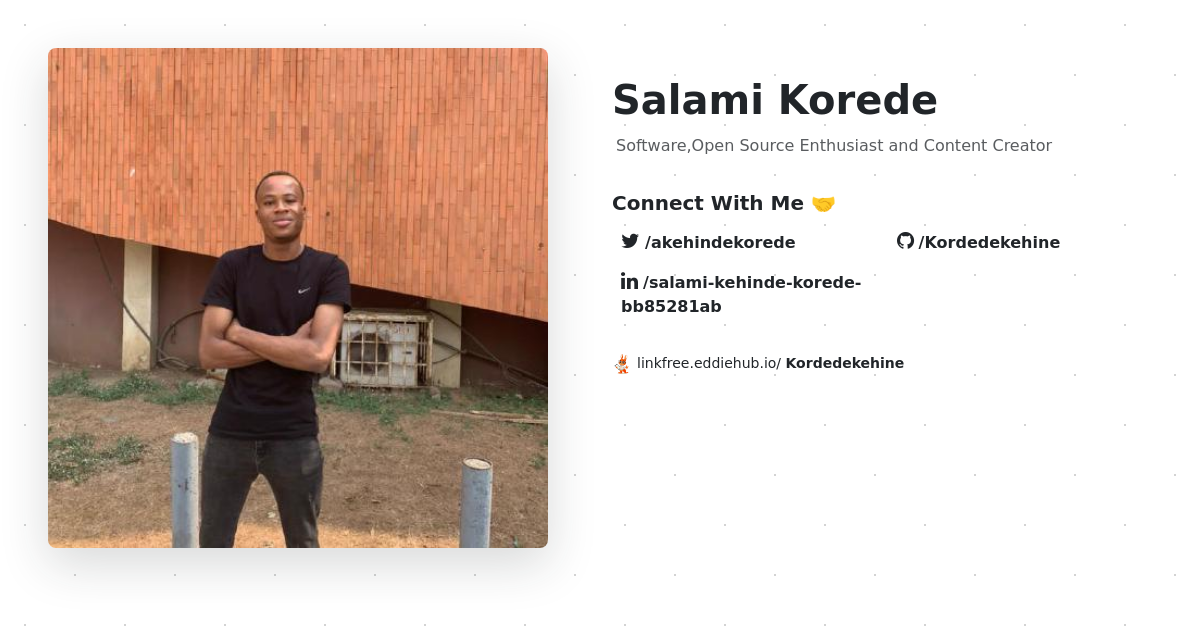 Salami Korede
Software,Open Source Enthusiast and Content Creator
Connect With Me 🤝
/akehindekorede
/Kordedekehine
/salami-kehinde-korede-
bb85281ab
linkfree.eddiehub.io/ Kordedekehine